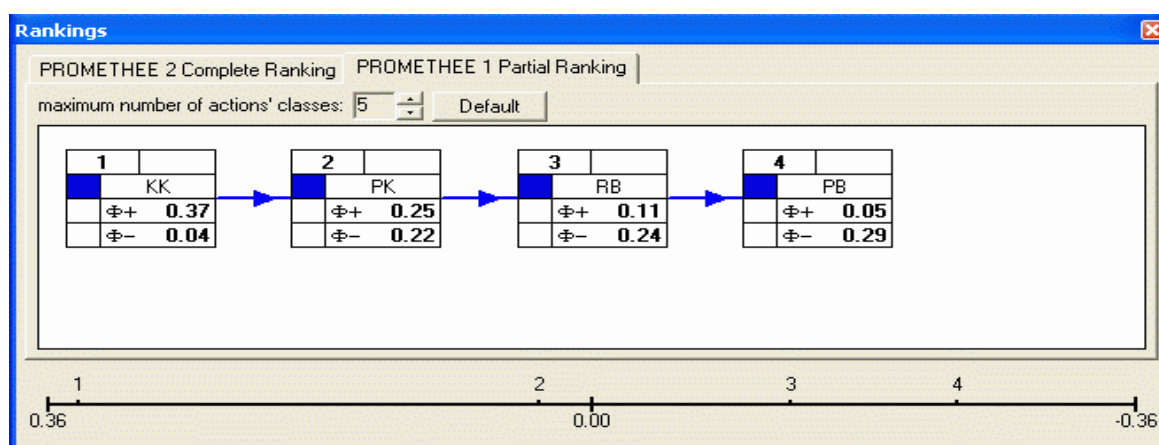 Rankings
PROMETHEE 2 Complete Ranking PROMETHEE 1 Partial Ranking
maximum number of actions' classes: 5 Default
1 2 3 4
KK PK RB PB
Φ+ 0.37 Φ+ 0.25 Φ+ 0.11 Φ+ 0.05
Φ− 0.04 Φ− 0.22 Φ− 0.24 Φ− 0.29
1 2 3 4
0.36 0.00 -0.36